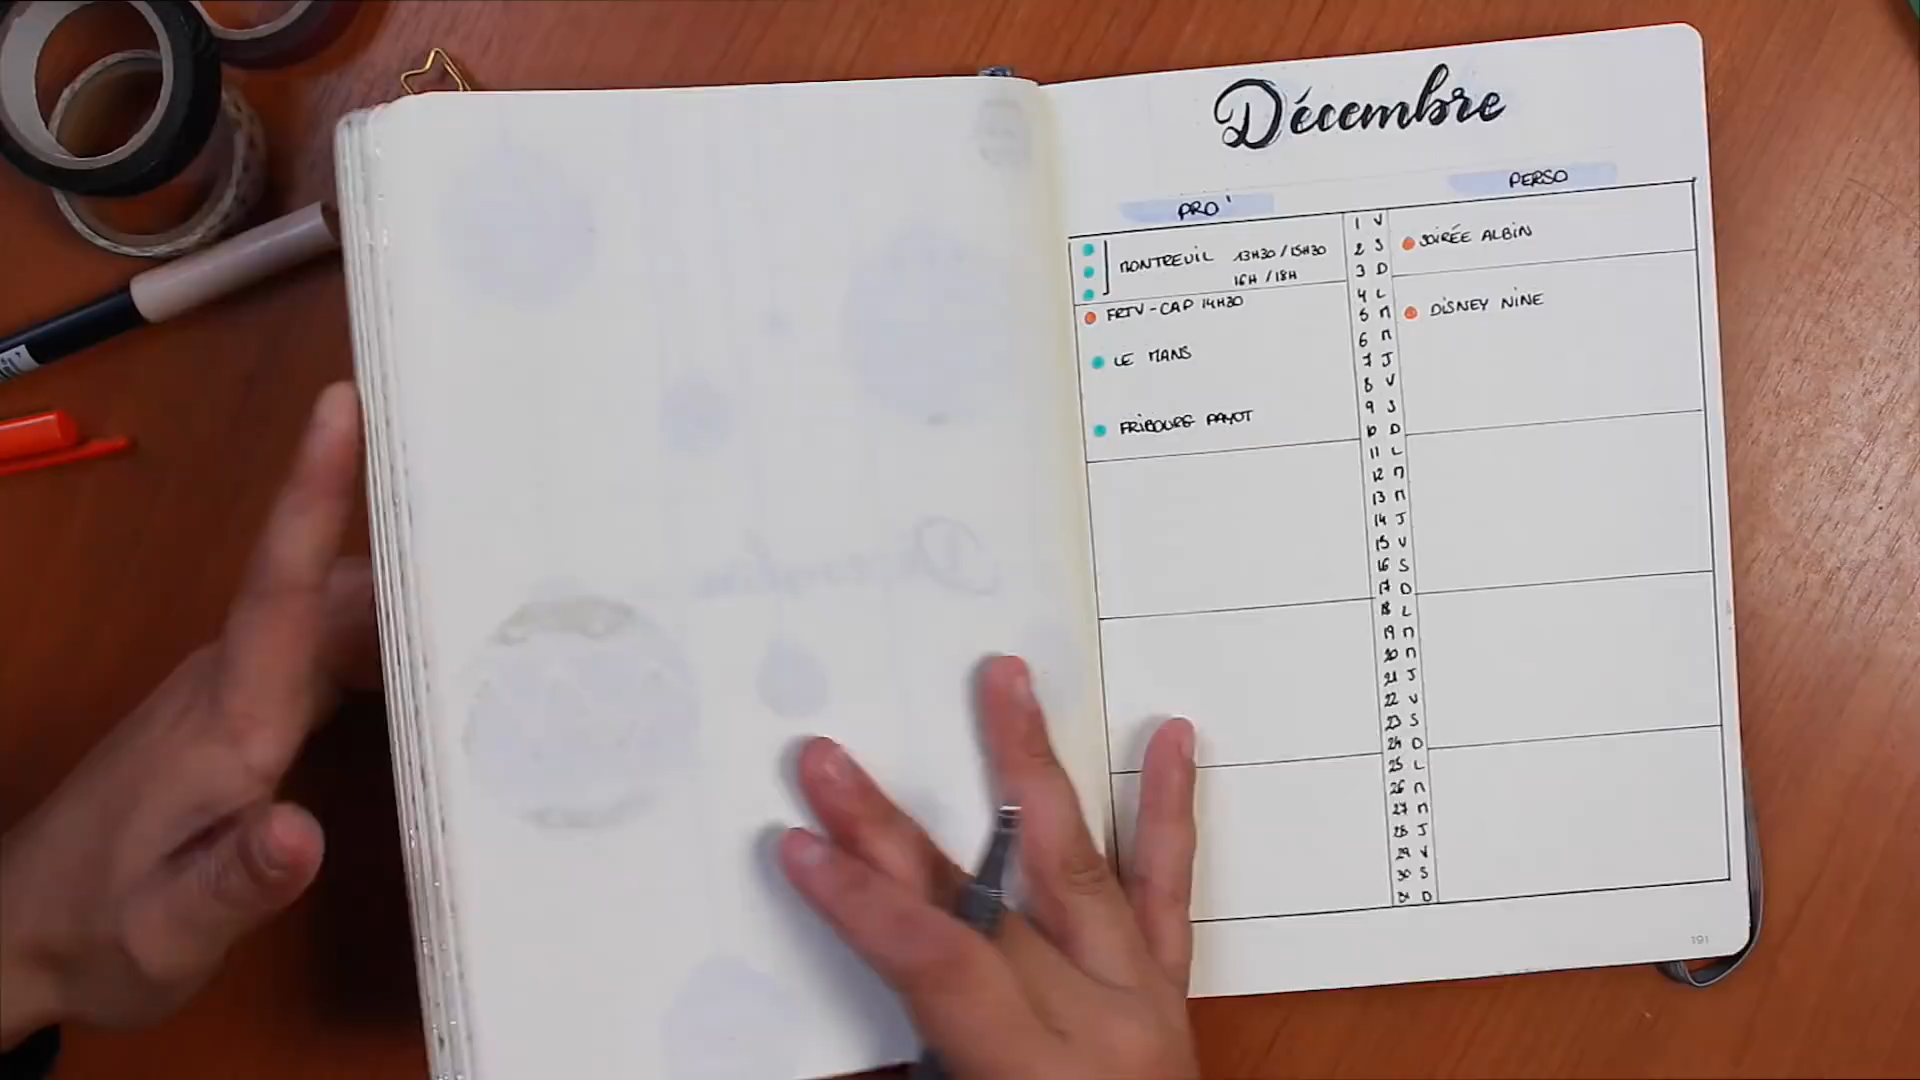 Décembre
PRO'
PERSO
MONTREUIL 13H30 / 15H30
16H / 18H
FRTV - CAP 14H30
LE MANS
FRIBOURG PAYOT
1 V
2 S
3 D
4 L
5 M
6 M
7 J
8 V
9 S
10 D
11 L
12 M
13 M
14 J
15 V
16 S
17 D
18 L
19 M
20 M
21 J
22 V
23 S
24 D
25 L
26 M
27 M
28 J
29 V
30 S
31 D
SOIRÉE ALBIN
DISNEY NINE
191